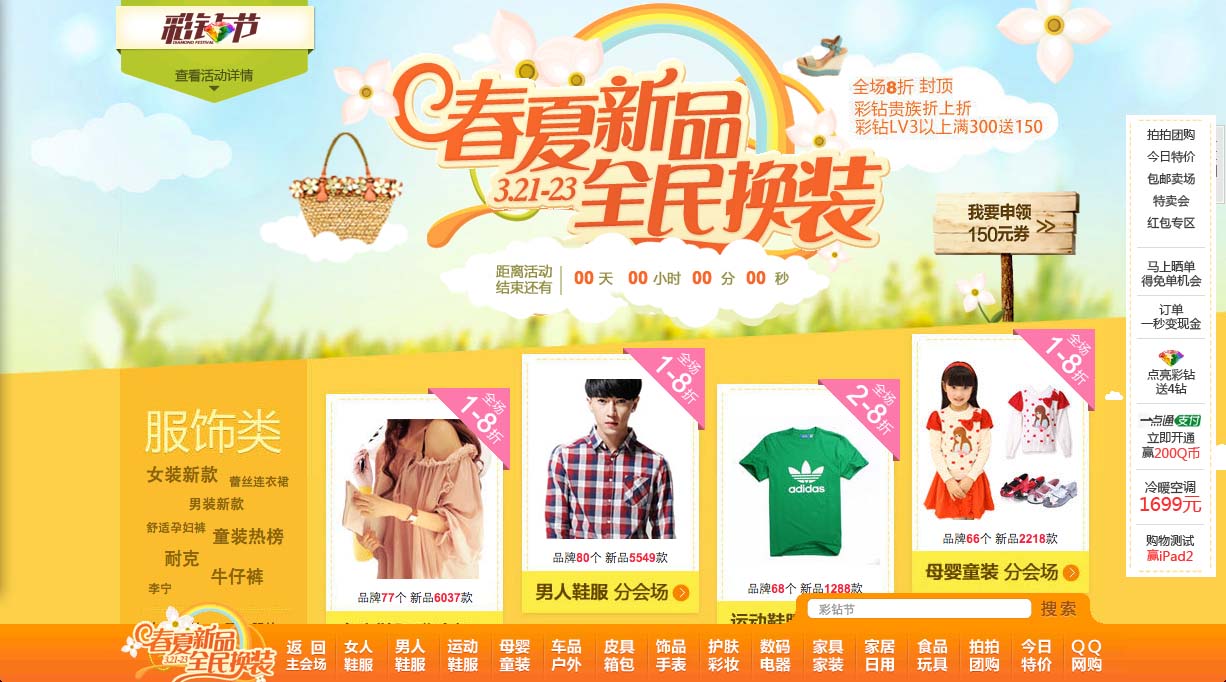 彩钻节
DIAMOND FESTIVAL
查看活动详情
春夏新品
3.21-23 全民换装
全场8折 封顶
彩钻贵族折上折
彩钻LV3以上满300送150
我要申领
150元券
距离活动
结束还有
00 天 00 小时 00 分 00 秒
拍拍团购
今日特价
包邮卖场
特卖会
红包专区
马上晒单
得免单机会
订单
一秒变现金
点亮彩钻
送4钻
一点通支付
立即开通
赢200Q币
冷暖空调
1699元
购物测试
赢iPad2
服饰类
女装新款 蕾丝连衣裙
男装新款
舒适孕妇裤 童装热榜
耐克 牛仔裤
李宁
全场
1-8折
品牌77个 新品6037款
全场
1-8折
品牌80个 新品5549款
男人鞋服 分会场
全场
2-8折
adidas
品牌68个 新品1288款
运动鞋服
全场
1-8折
品牌66个 新品2218款
母婴童装 分会场
彩钻节
搜索
春夏新品
3.21-23 全民换装
返回
主会场
女人
鞋服
男人
鞋服
运动
鞋服
母婴
童装
车品
户外
皮具
箱包
饰品
手表
护肤
彩妆
数码
电器
家具
家装
家居
日用
食品
玩具
拍拍
团购
今日
特价
QQ
网购